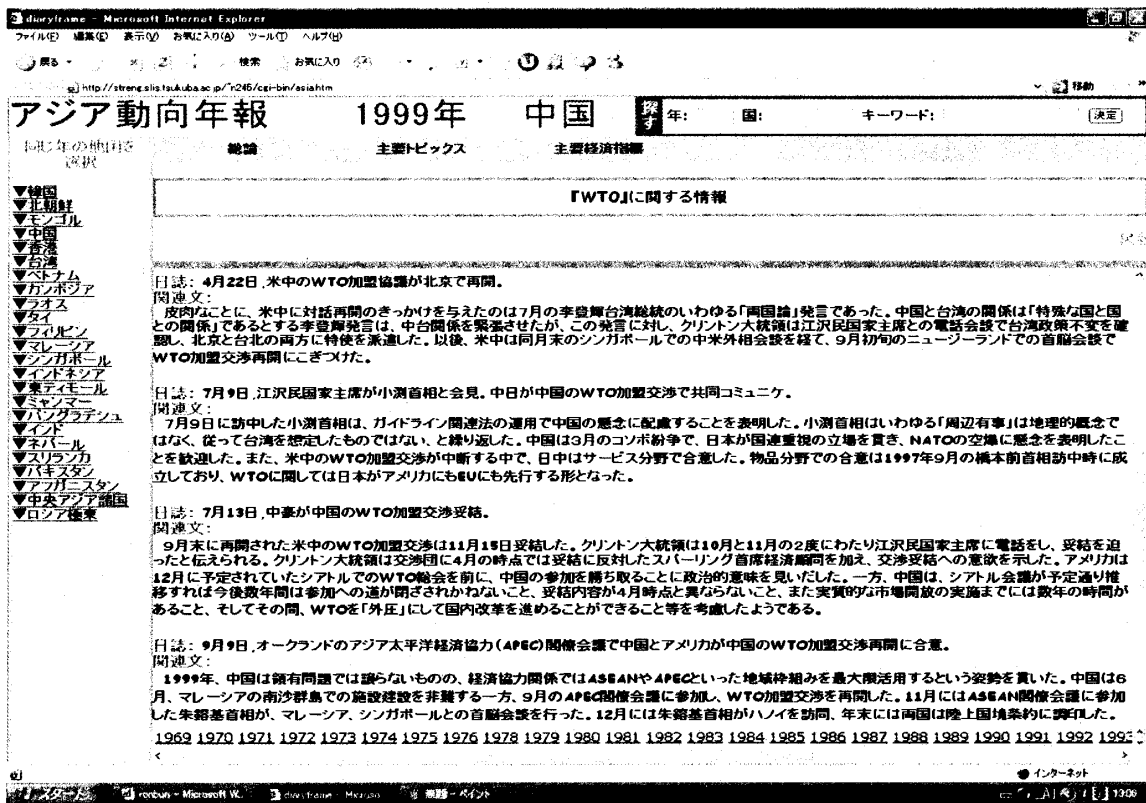 diaryframe - Microsoft Internet Explorer
ファイル(F) 編集(E) 表示(V) お気に入り(A) ツール(T) ヘルプ(H)
戻る 検索 お気に入り
http://streng.slis.tsukuba.ac.jp/~n245/cgi-bin/asia.htm 移動
アジア動向年報 1999年 中国 探す 年: 国: キーワード: 決定
同じ年の他国を選択
総論 主要トピックス 主要経済指標
▼韓国
▼北朝鮮
▼モンゴル
▼中国
▼香港
▼台湾
▼ベトナム
▼カンボジア
▼ラオス
▼タイ
▼フィリピン
▼マレーシア
▼シンガポール
▼インドネシア
▼東ティモール
▼ミャンマー
▼バングラデシュ
▼インド
▼ネパール
▼スリランカ
▼パキスタン
▼アフガニスタン
▼中央アジア諸国
▼ロシア極東
『WTO』に関する情報
日誌: 4月22日,米中のWTO加盟協議が北京で再開。
関連文:
皮肉なことに、米中に対話再開のきっかけを与えたのは7月の李登輝台湾総統のいわゆる「両国論」発言であった。中国と台湾の関係は「特殊な国と国
との関係」であるとする李登輝発言は、中台関係を緊張させたが、この発言に対し、クリントン大統領は江沢民国家主席との電話会談で台湾政策不変を確
認し、北京と台北の両方に特使を派遣した。以後、米中は同月末のシンガポールでの中米外相会談を経て、9月初旬のニュージーランドでの首脳会談で
WTO加盟交渉再開にこぎつけた。
日誌: 7月9日,江沢民国家主席が小渕首相と会見。中日が中国のWTO加盟交渉で共同コミュニケ。
関連文:
7月9日に訪中した小渕首相は、ガイドライン関連法の運用で中国の懸念に配慮することを表明した。小渕首相はいわゆる「周辺有事」は地理的概念で
はなく、従って台湾を想定したものではない、と繰り返した。中国は3月のコソボ紛争で、日本が国連重視の立場を貫き、NATOの空爆に懸念を表明したこ
とを歓迎した。また、米中のWTO加盟交渉が中断する中で、日中はサービス分野で合意した。物品分野での合意は1997年9月の橋本前首相訪中時に成
立しており、WTOに関しては日本がアメリカにもEUにも先行する形となった。
日誌: 7月13日,中豪が中国のWTO加盟交渉妥結。
関連文:
9月末に再開された米中のWTO加盟交渉は11月15日妥結した。クリントン大統領は10月と11月の2度にわたり江沢民国家主席に電話をし、妥結を迫
ったと伝えられる。クリントン大統領は交渉団に4月の時点では妥結に反対したスパーリング首席経済顧問を加え、交渉妥結への意欲を示した。アメリカは
12月に予定されていたシアトルでのWTO総会を前に、中国の参加を勝ち取ることに政治的意味を見いだした。一方、中国は、シアトル会議が予定通り推
移すれば今後数年間は参加への道が閉ざされかねないこと、妥結内容が4月時点と異ならないこと、また実質的な市場開放の実施までには数年の時間が
あること、そしてその間、WTOを「外圧」にして国内改革を進めることができること等を考慮したようである。
日誌: 9月9日,オークランドのアジア太平洋経済協力(APEC)閣僚会議で中国とアメリカが中国のWTO加盟交渉再開に合意。
関連文:
1999年、中国は領有問題では譲らないものの、経済協力関係ではASEANやAPECといった地域枠組みを最大限活用するという姿勢を貫いた。中国は6
月、マレーシアの南沙群島での施設建設を非難する一方、9月のAPEC閣僚会議に参加し、WTO加盟交渉を再開した。11月にはASEAN閣僚会議に参加
した朱鎔基首相が、マレーシア、シンガポールとの首脳会談を行った。12月には朱鎔基首相がハノイを訪問、年末には両国は陸上国境条約に調印した。
1969 1970 1971 1972 1973 1974 1975 1976 1977 1978 1979 1980 1981 1982 1983 1984 1985 1986 1987 1988 1989 1990 1991 1992 1993
インターネット
ronbun - Microsoft W... diaryframe - Microso... 無題 - ペイント 13:06